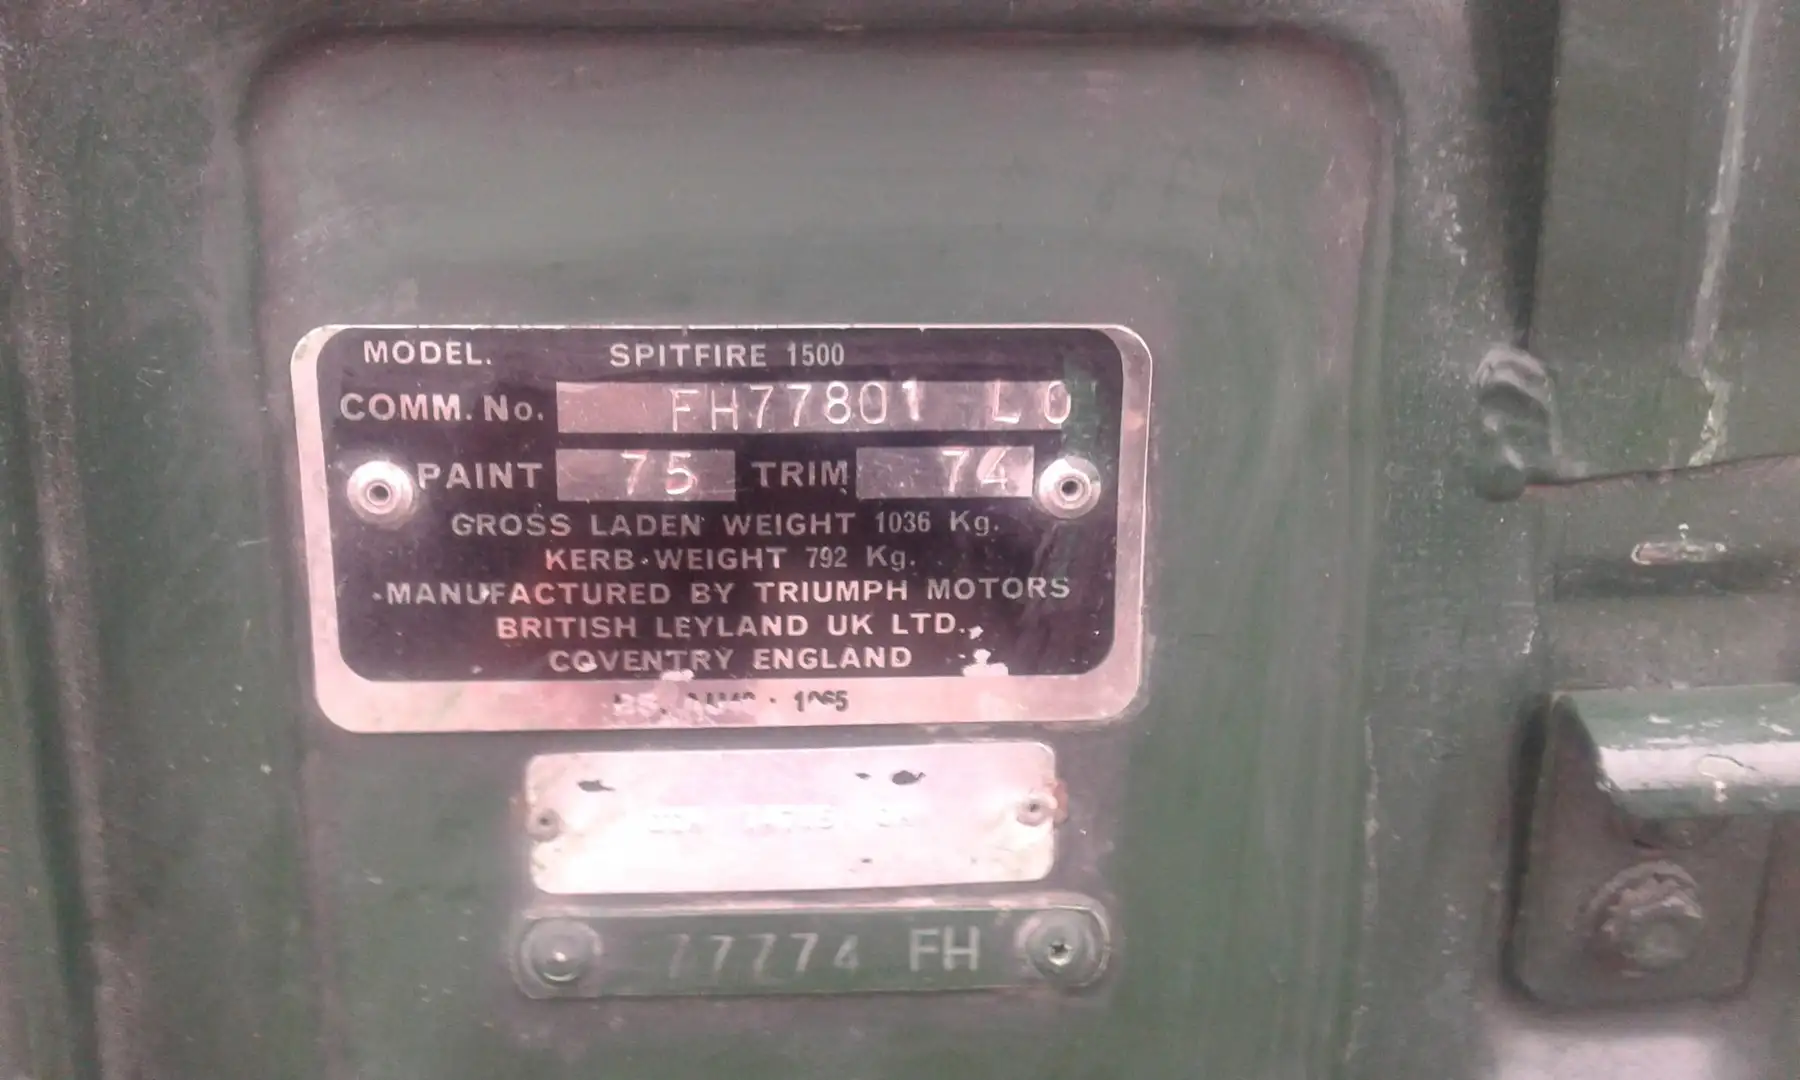 MODEL. SPITFIRE 1500
COMM. No. FH77801 L O
PAINT 75 TRIM 74
GROSS LADEN WEIGHT 1036 Kg.
KERB-WEIGHT 792 Kg.
MANUFACTURED BY TRIUMPH MOTORS
BRITISH LEYLAND UK LTD.
COVENTRY ENGLAND
77774 FH